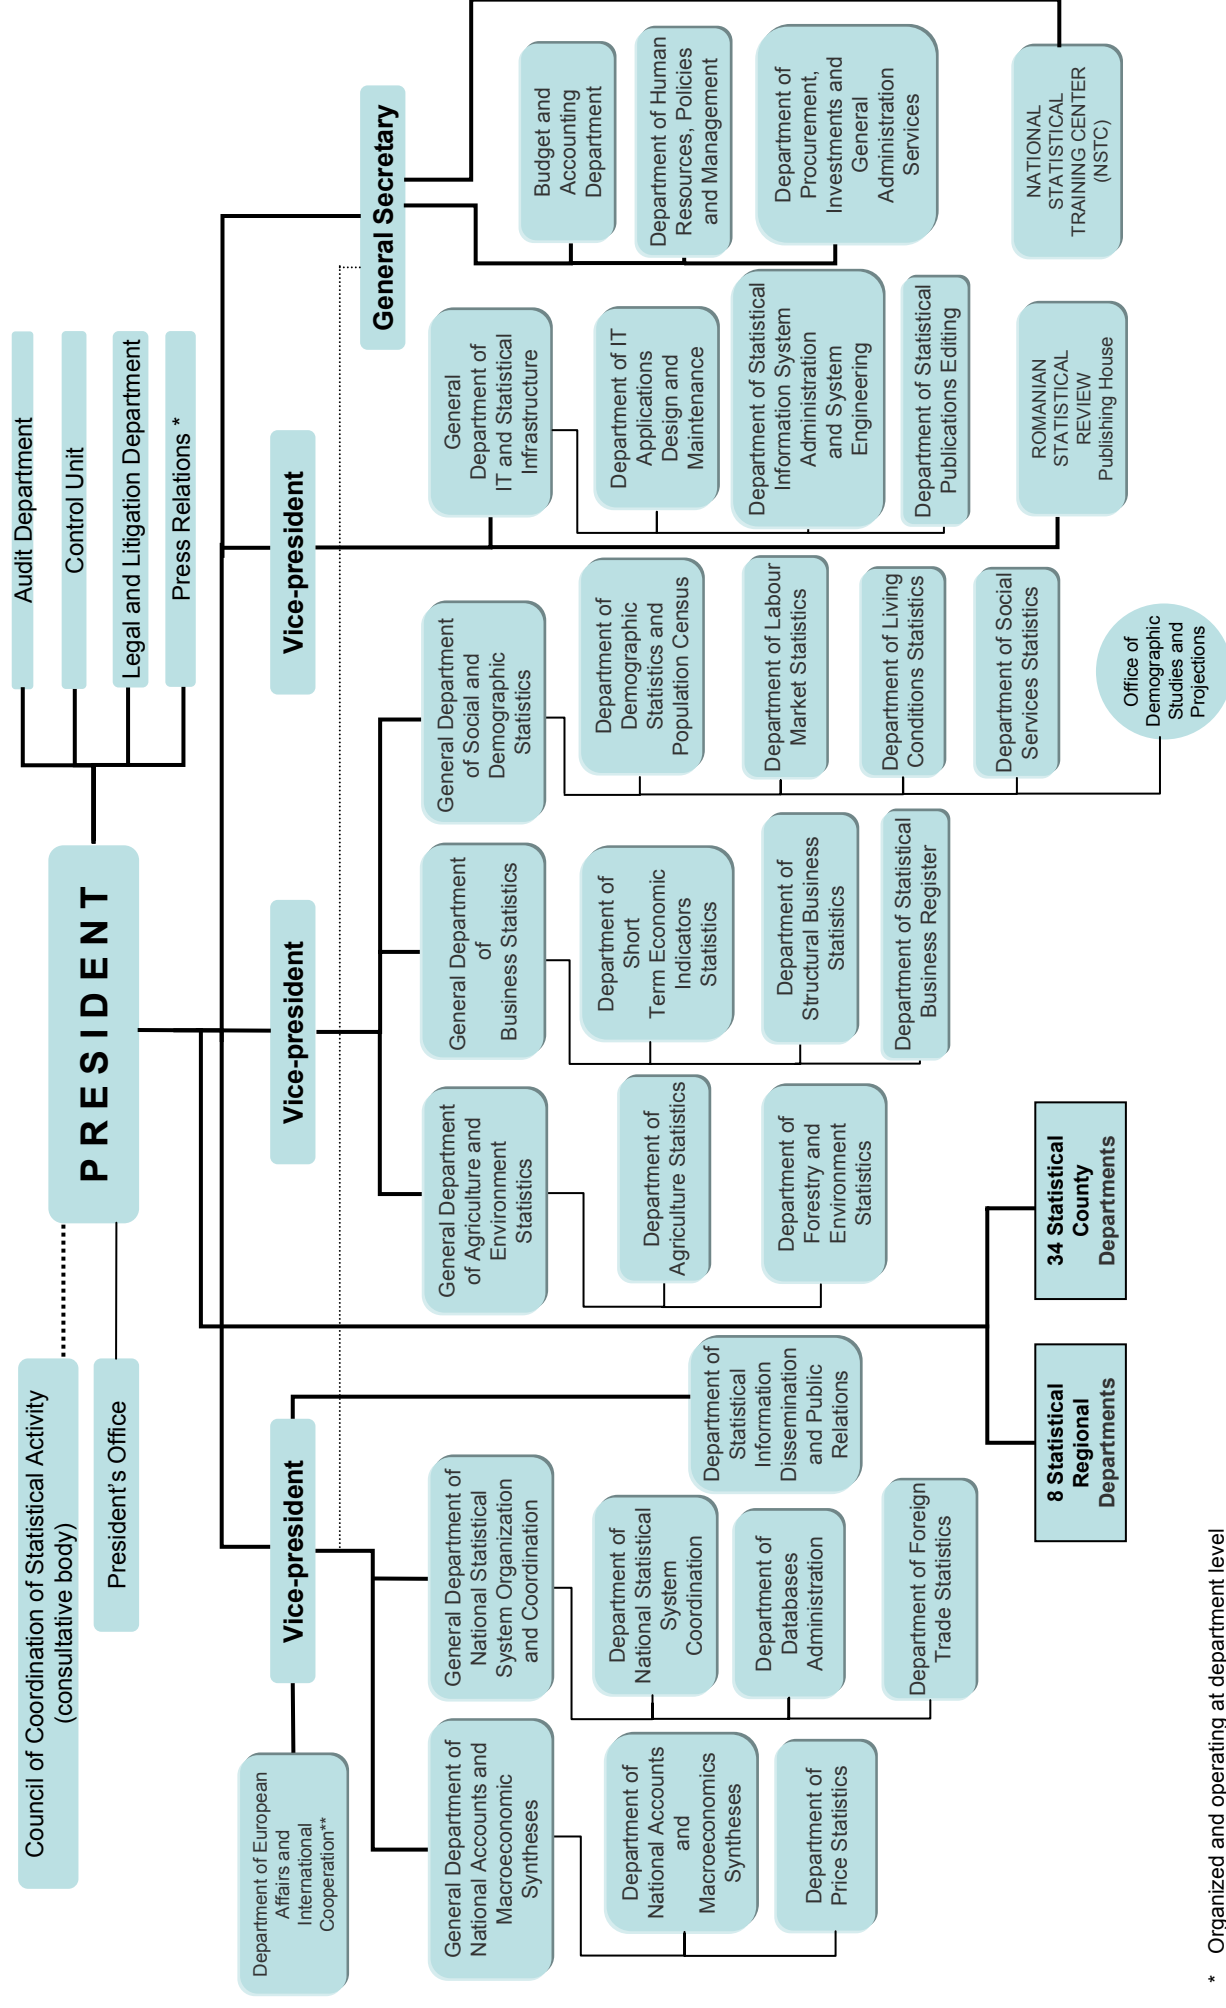 Council of Coordination of Statistical Activity
(consultative body)
President's Office
PRESIDENT
Audit Department
Control Unit
Legal and Litigation Department
Press Relations *
Vice-president
Vice-president
Vice-president
General Secretary
Department of European
Affairs and
International
Cooperation**
General Department of
National Accounts and
Macroeconomic
Syntheses
Department of
National Accounts
and
Macroeconomics
Syntheses
Department of
Price Statistics
General Department of
National Statistical
System Organization
and Coordination
Department of
National Statistical
System
Coordination
Department of
Databases
Administration
Department of Foreign
Trade Statistics
Department of
Statistical
Information
Dissemination
and Public
Relations
General Department
of Agriculture and
Environment
Statistics
Department of
Agriculture Statistics
Department of
Forestry and
Environment
Statistics
General Department
of
Business Statistics
Department of
Short
Term Economic
Indicators
Statistics
Department of
Structural Business
Statistics
Department of Statistical
Business Register
General Department
of Social and
Demographic
Statistics
Department of
Demographic
Statistics and
Population Census
Department of Labour
Market Statistics
Department of Living
Conditions Statistics
Department of Social
Services Statistics
Office of
Demographic
Studies and
Projections
General
Department of
IT and Statistical
Infrastructure
Department of IT
Applications
Design and
Maintenance
Department of Statistical
Information System
Administration
and System
Engineering
Department of Statistical
Publications Editing
ROMANIAN
STATISTICAL
REVIEW
Publishing House
Budget and
Accounting
Department
Department of Human
Resources, Policies
and Management
Department of
Procurement,
Investments and
General
Administration
Services
NATIONAL
STATISTICAL
TRAINING CENTER
(NSTC)
8 Statistical
Regional
Departments
34 Statistical
County
Departments
* Organized and operating at department level